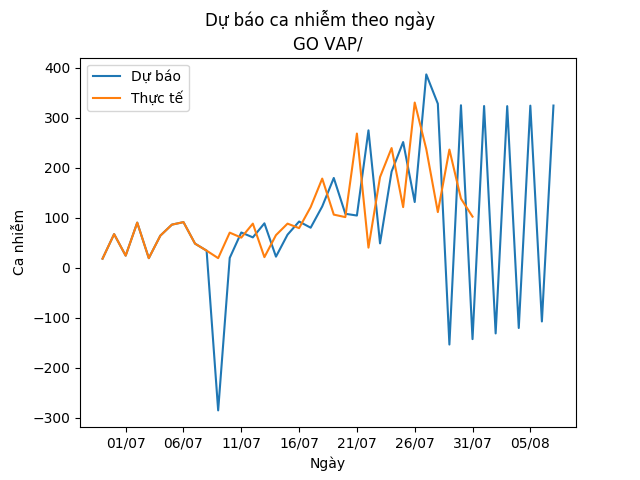 Dự báo ca nhiễm theo ngày
GO VAP/
Dự báo
Thực tế
Ca nhiễm
400
300
200
100
0
−100
−200
−300
01/07 06/07 11/07 16/07 21/07 26/07 31/07 05/08
Ngày